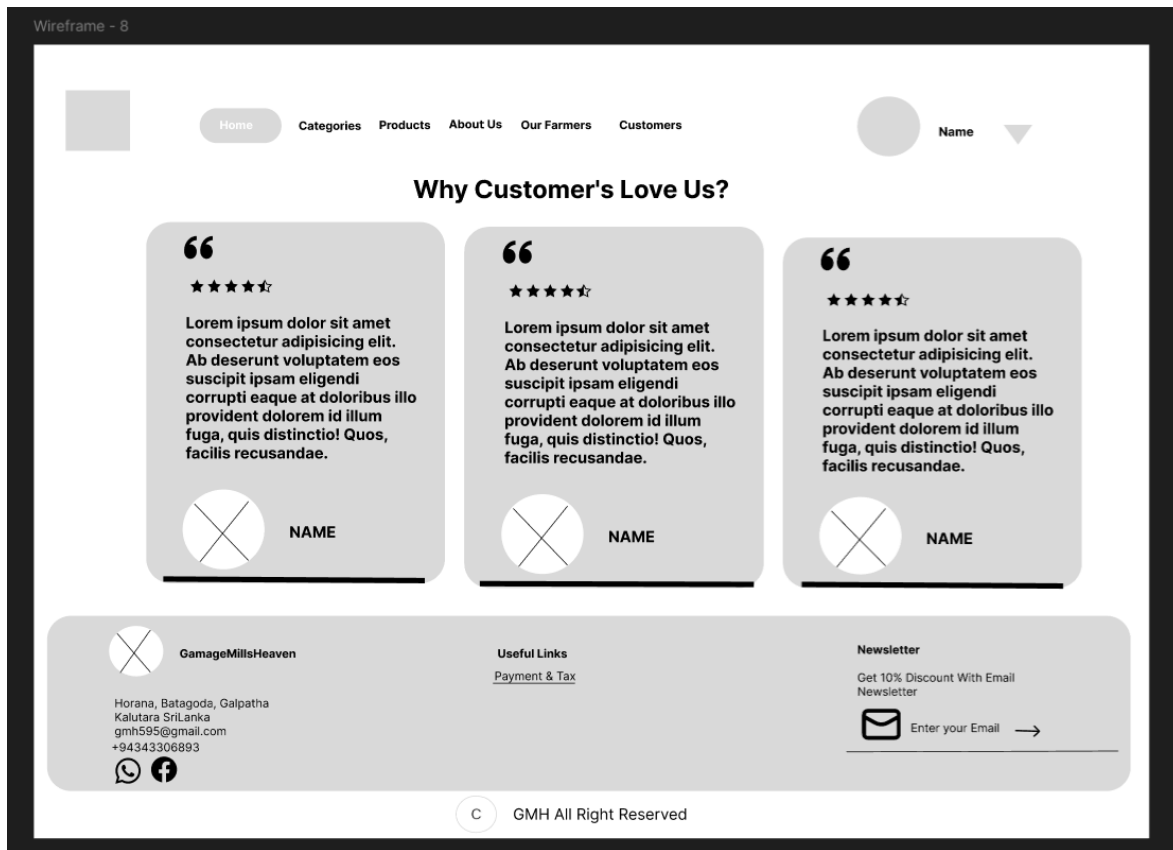 Wireframe - 8
Home Categories Products About Us Our Farmers Customers Name
Why Customer's Love Us?
Lorem ipsum dolor sit amet
consectetur adipisicing elit.
Ab deserunt voluptatem eos
suscipit ipsam eligendi
corrupti eaque at doloribus illo
provident dolorem id illum
fuga, quis distinctio! Quos,
facilis recusandae.
NAME
Lorem ipsum dolor sit amet
consectetur adipisicing elit.
Ab deserunt voluptatem eos
suscipit ipsam eligendi
corrupti eaque at doloribus illo
provident dolorem id illum
fuga, quis distinctio! Quos,
facilis recusandae.
NAME
Lorem ipsum dolor sit amet
consectetur adipisicing elit.
Ab deserunt voluptatem eos
suscipit ipsam eligendi
corrupti eaque at doloribus illo
provident dolorem id illum
fuga, quis distinctio! Quos,
facilis recusandae.
NAME
GamageMillsHeaven
Horana, Batagoda, Galpatha
Kalutara SriLanka
gmh595@gmail.com
+94343306893
Useful Links
Payment & Tax
Newsletter
Get 10% Discount With Email
Newsletter
Enter your Email
C GMH All Right Reserved